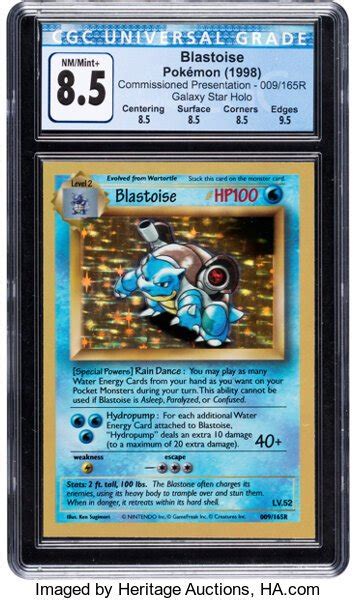 CGC UNIVERSAL GRADE
NM/Mint+
8.5
Blastoise
Pokémon (1998)
Commissioned Presentation - 009/165R
Galaxy Star Holo
Centering Surface Corners Edges
8.5 8.5 8.5 9.5
Evolved from Wartortle Stack this card on the monster card.
Level 2
Blastoise HP100
[Special Powers] Rain Dance : You may play as many
Water Energy Cards from your hand as you want on your
Pocket Monsters during your turn. This ability cannot be used
if Blastoise is Asleep, Paralyzed, or Confused.
Hydropump : For each additional Water
Energy Card attached to Blastoise,
"Hydropump" deals an extra 10 damage
(to a maximum of 20 extra damage).
40+
weakness escape
Stats: 2 ft. tall, 100 lbs. The Blastoise often charges its
enemies, using its heavy body to trample over and stun them.
When in danger, it retreats within its hard shell.
LV.52
Illus. Ken Sugimori © NINTENDO Inc. © Gamefreak Inc. © Creatures Inc. 009/165R
Imaged by Heritage Auctions, HA.com